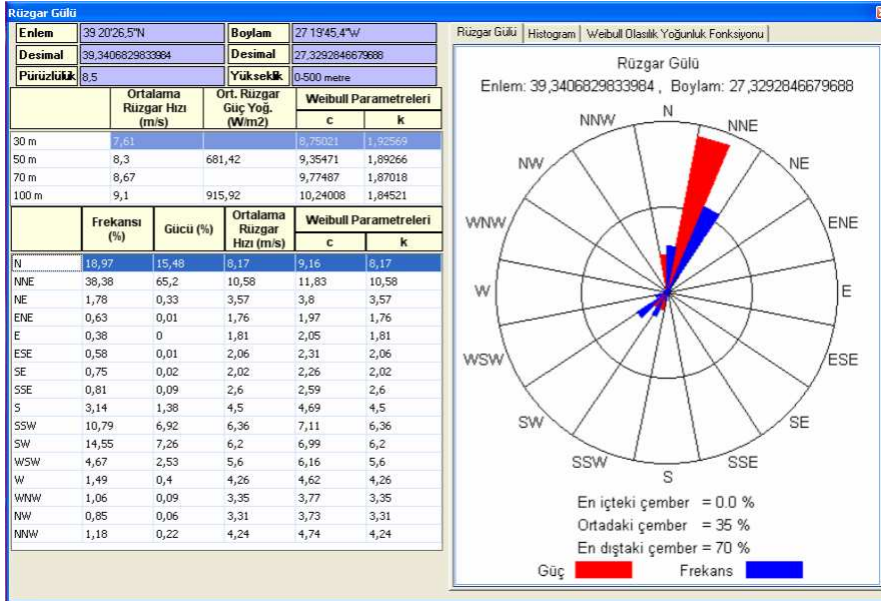 Rüzgar Gülü
Enlem 39 20'26,5"N Boylam 27 19'45,4"W
Desimal 39,3406829833984 Desimal 27,3292846679688
Pürüzlülük 8,5 Yükseklik 0-500 metre
Ortalama Rüzgar Hızı (m/s) Ort. Rüzgar Güç Yoğ. (W/m2) Weibull Parametreleri
c k
30 m 7,61 8,75021 1,92569
50 m 8,3 681,42 9,35471 1,89266
70 m 8,67 9,77487 1,87018
100 m 9,1 915,92 10,24008 1,84521
Frekansı (%) Gücü (%) Ortalama Rüzgar Hızı (m/s) Weibull Parametreleri
c k
N 18,97 15,48 8,17 9,16 8,17
NNE 38,38 65,2 10,58 11,83 10,58
NE 1,78 0,33 3,57 3,8 3,57
ENE 0,63 0,01 1,76 1,97 1,76
E 0,38 0 1,81 2,05 1,81
ESE 0,58 0,01 2,06 2,31 2,06
SE 0,75 0,02 2,02 2,26 2,02
SSE 0,81 0,09 2,6 2,59 2,6
S 3,14 1,38 4,5 4,69 4,5
SSW 10,79 6,92 6,36 7,11 6,36
SW 14,55 7,26 6,2 6,99 6,2
WSW 4,67 2,53 5,6 6,16 5,6
W 1,49 0,4 4,26 4,62 4,26
WNW 1,06 0,09 3,35 3,77 3,35
NW 0,85 0,06 3,31 3,73 3,31
NNW 1,18 0,22 4,24 4,74 4,24
Rüzgar Gülü Histogram Weibull Olasılık Yoğunluk Fonksiyonu
Rüzgar Gülü
Enlem: 39,3406829833984 , Boylam: 27,3292846679688
N
NNW NNE
NW NE
WNW ENE
W E
WSW ESE
SW SE
SSW SSE
S
En içteki çember = 0.0 %
Ortadaki çember = 35 %
En dıştaki çember = 70 %
Güç Frekans